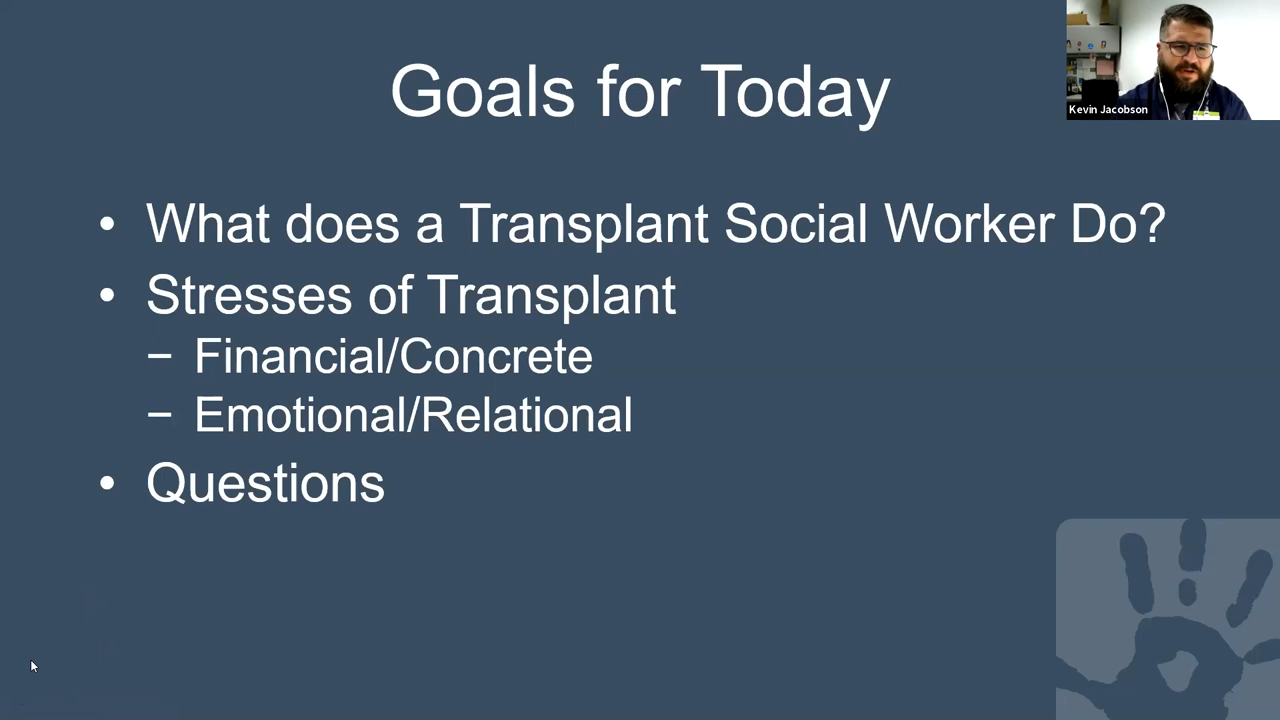 Goals for Today
Kevin Jacobson
• What does a Transplant Social Worker Do?
• Stresses of Transplant
− Financial/Concrete
− Emotional/Relational
• Questions